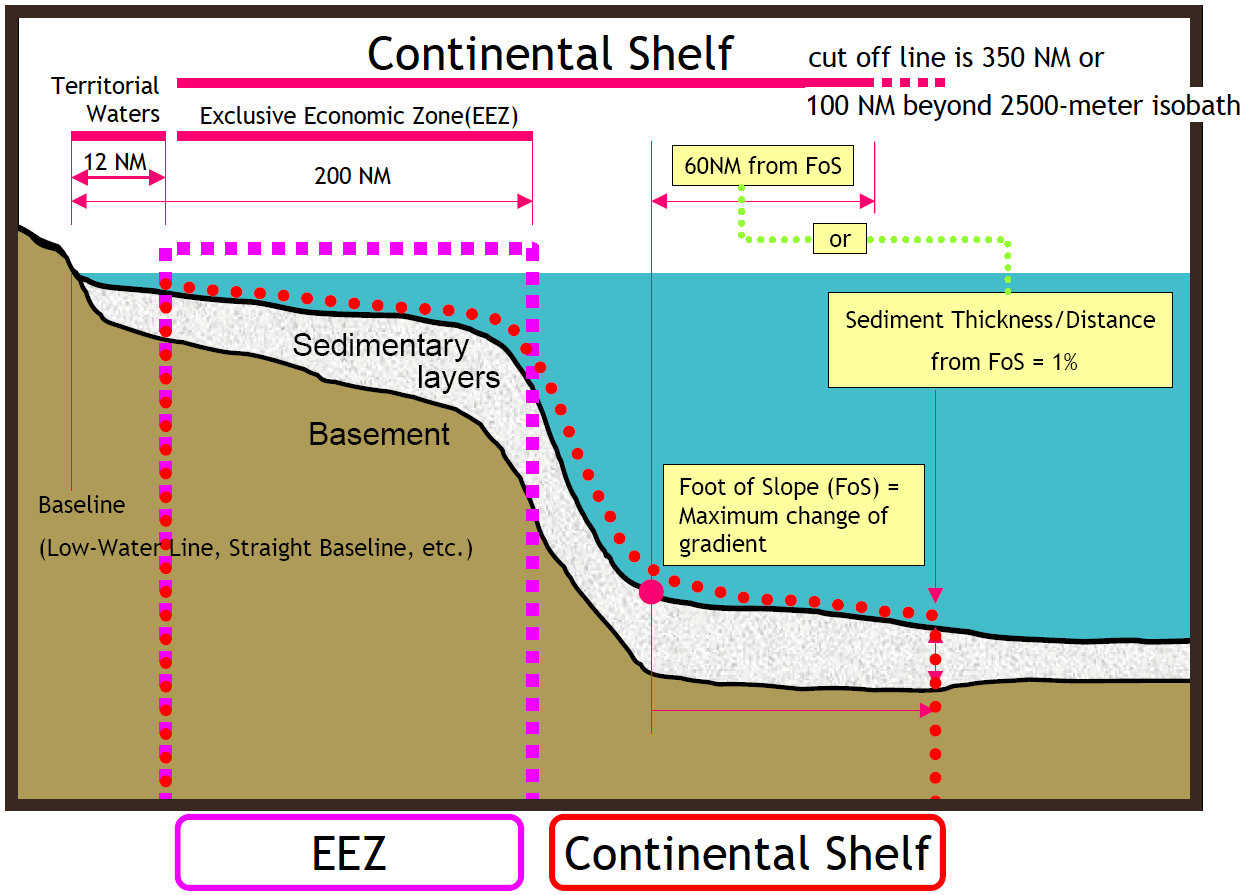 Continental Shelf
cut off line is 350 NM or
100 NM beyond 2500-meter isobath
Territorial
Waters
Exclusive Economic Zone(EEZ)
12 NM
200 NM
60NM from FoS
or
Sediment Thickness/Distance
from FoS = 1%
Sedimentary
layers
Basement
Foot of Slope (FoS) =
Maximum change of
gradient
Baseline
(Low-Water Line, Straight Baseline, etc.)
EEZ
Continental Shelf